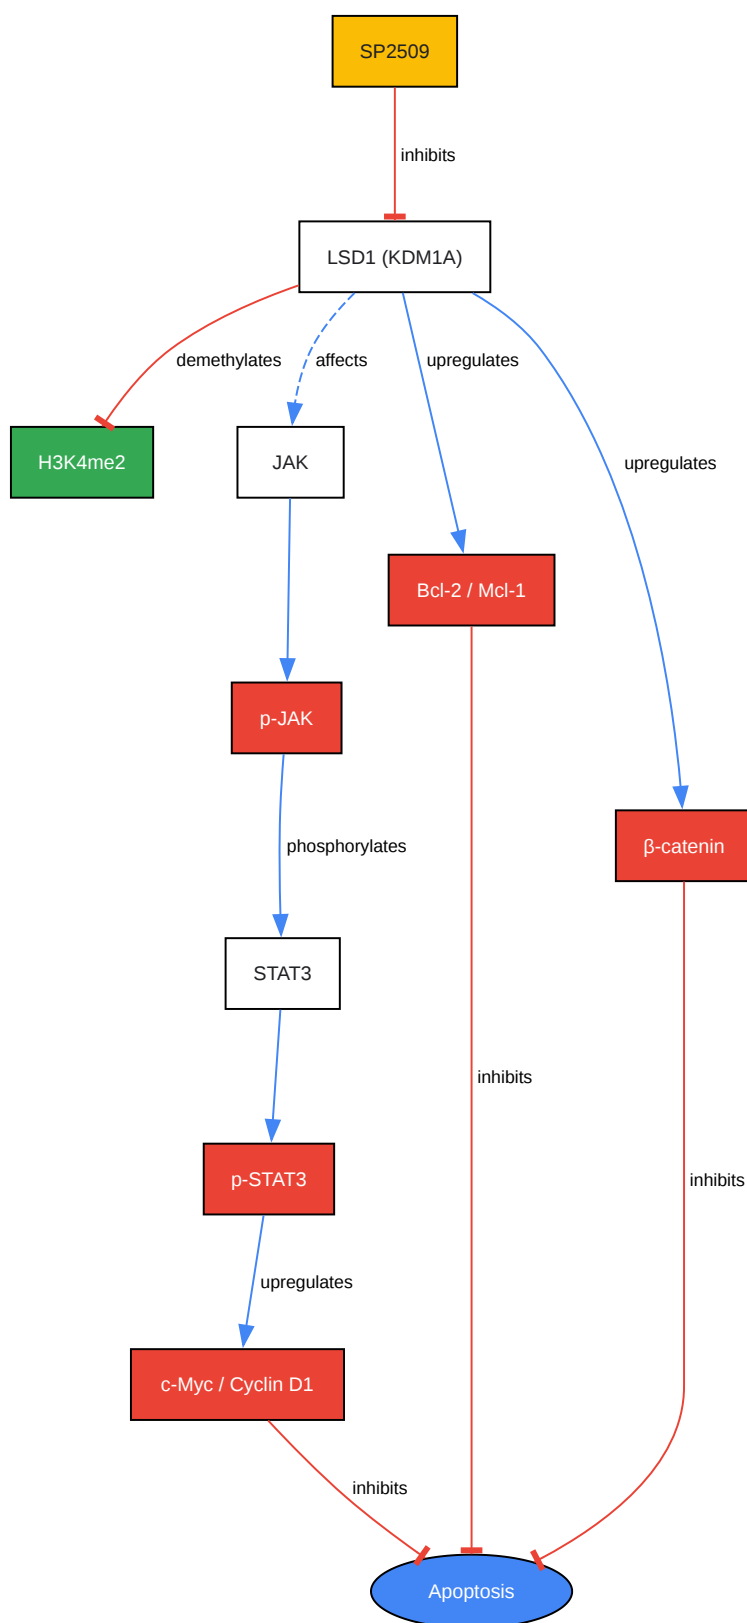 SP2509
inhibits
LSD1 (KDM1A)
demethylates
affects
upregulates
upregulates
H3K4me2
JAK
Bcl-2 / Mcl-1
p-JAK
phosphorylates
β-catenin
STAT3
inhibits
p-STAT3
inhibits
upregulates
c-Myc / Cyclin D1
inhibits
Apoptosis